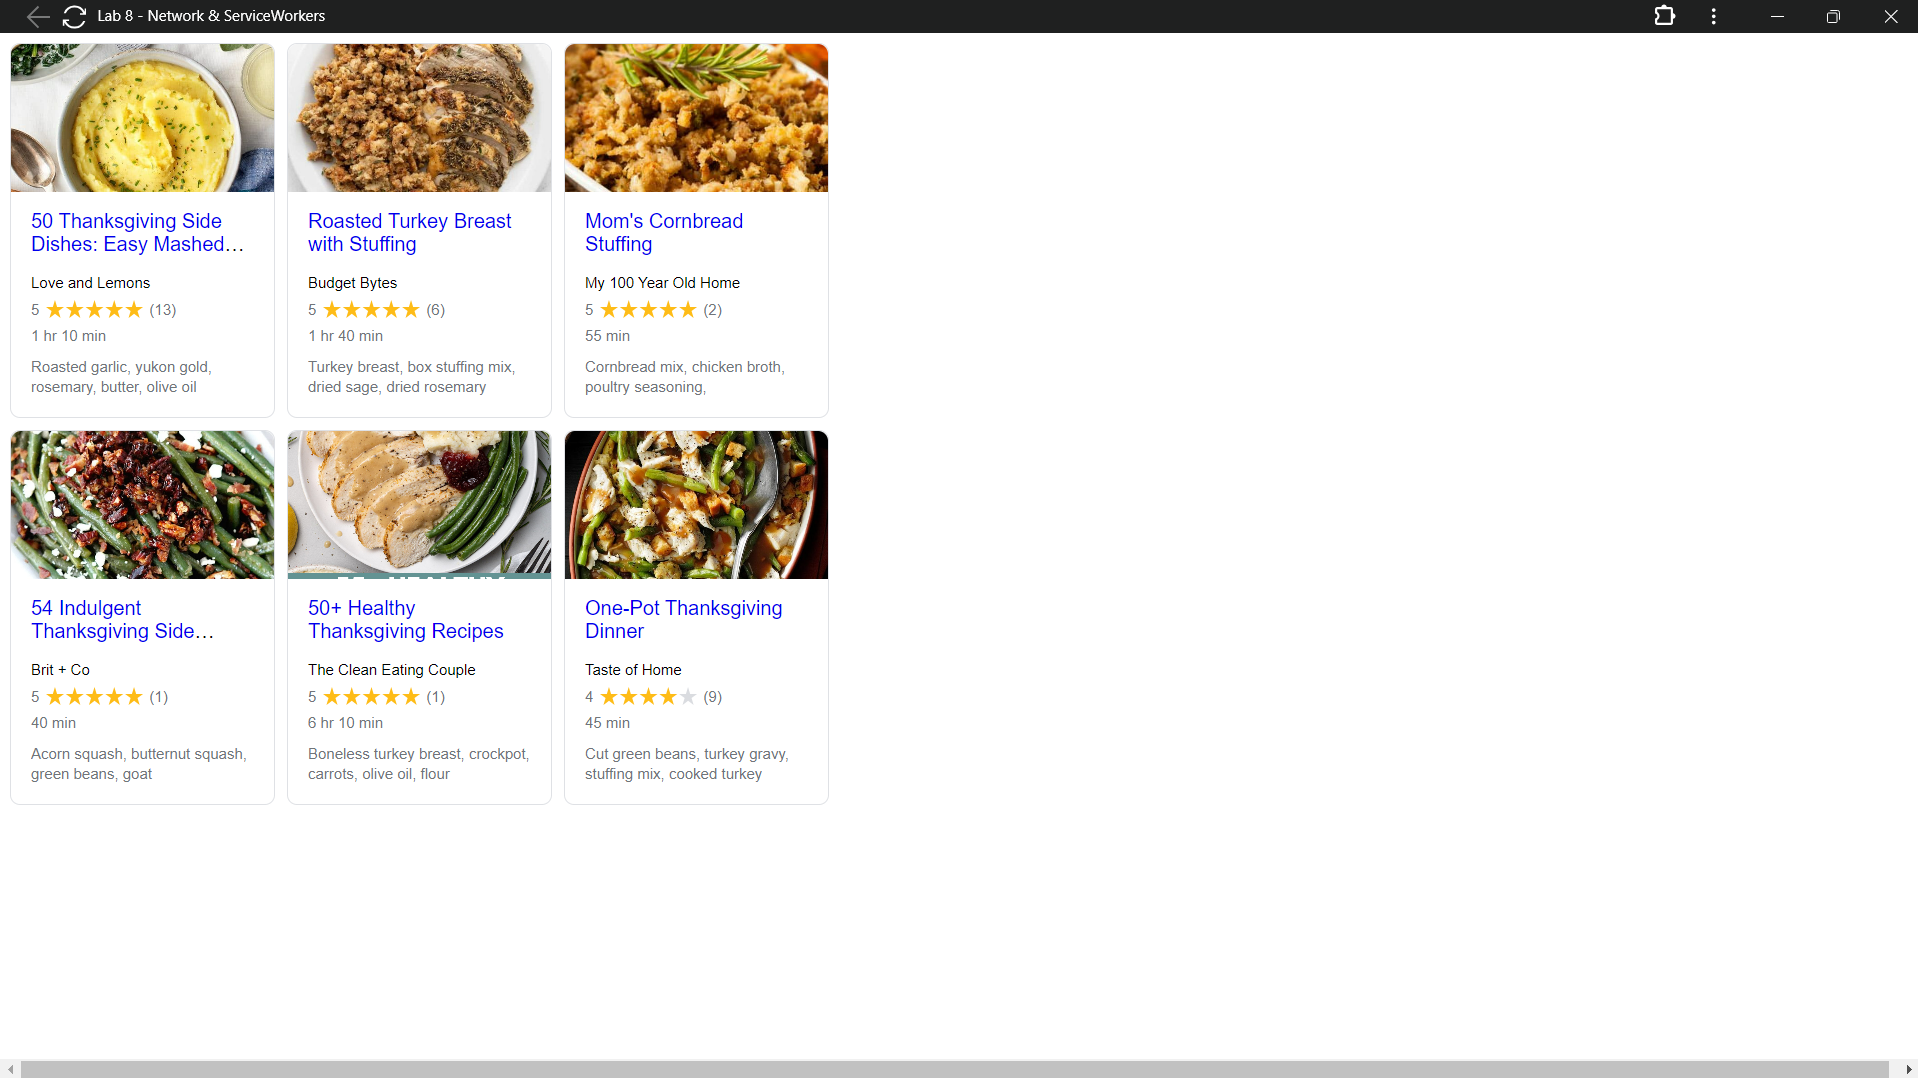 Lab 8 - Network & ServiceWorkers
50 Thanksgiving Side
Dishes: Easy Mashed…
Love and Lemons
5 (13)
1 hr 10 min
Roasted garlic, yukon gold,
rosemary, butter, olive oil
Roasted Turkey Breast
with Stuffing
Budget Bytes
5 (6)
1 hr 40 min
Turkey breast, box stuffing mix,
dried sage, dried rosemary
Mom's Cornbread
Stuffing
My 100 Year Old Home
5 (2)
55 min
Cornbread mix, chicken broth,
poultry seasoning,
54 Indulgent
Thanksgiving Side…
Brit + Co
5 (1)
40 min
Acorn squash, butternut squash,
green beans, goat
50+ Healthy
Thanksgiving Recipes
The Clean Eating Couple
5 (1)
6 hr 10 min
Boneless turkey breast, crockpot,
carrots, olive oil, flour
One-Pot Thanksgiving
Dinner
Taste of Home
4 (9)
45 min
Cut green beans, turkey gravy,
stuffing mix, cooked turkey